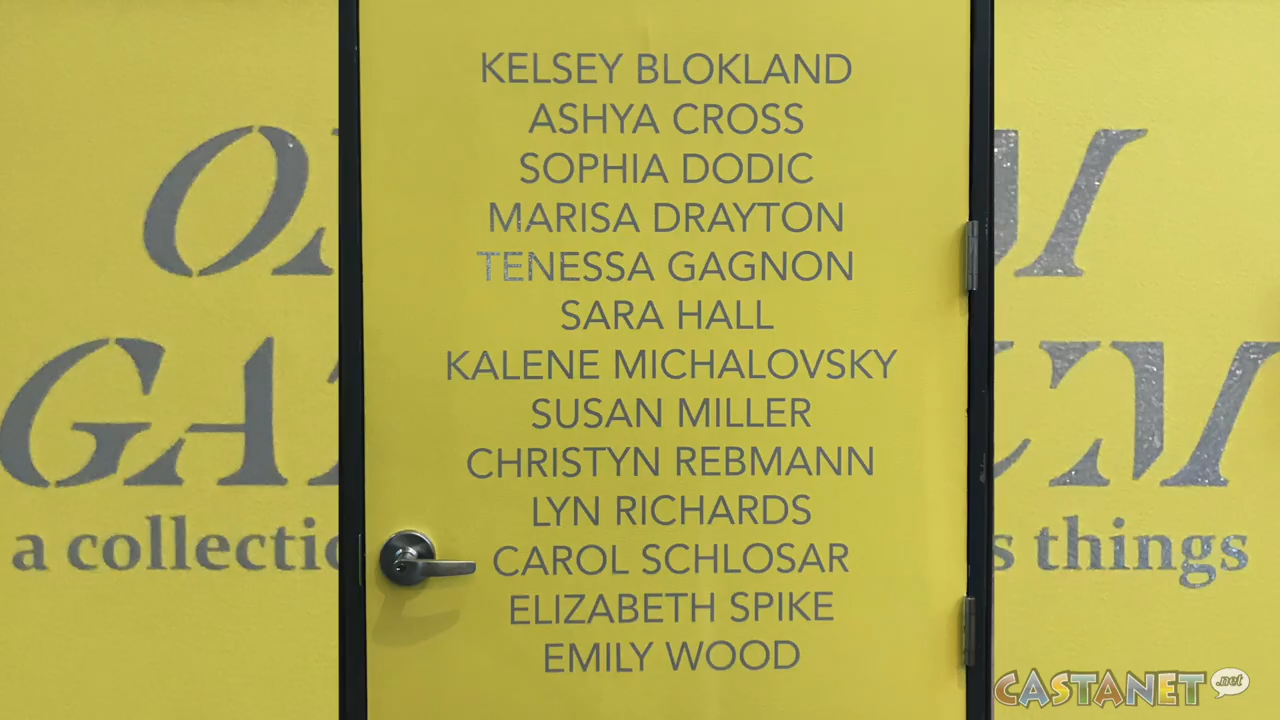 KELSEY BLOKLAND
ASHYA CROSS
SOPHIA DODIC
MARISA DRAYTON
TENESSA GAGNON
SARA HALL
KALENE MICHALOVSKY
SUSAN MILLER
CHRISTYN REBMANN
LYN RICHARDS
CAROL SCHLOSAR
ELIZABETH SPIKE
EMILY WOOD
a
things
CASTANET
.net